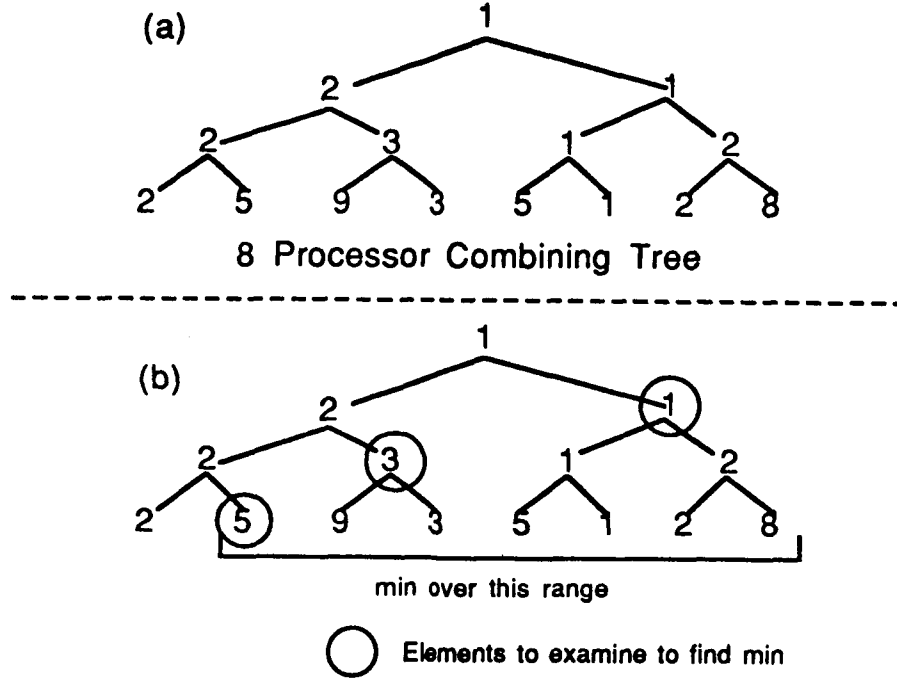 (a)
1
2 1
2 3 1 2
2 5 9 3 5 1 2 8
8 Processor Combining Tree
(b)
1
2 1
2 3 1 2
2 5 9 3 5 1 2 8
min over this range
Elements to examine to find min